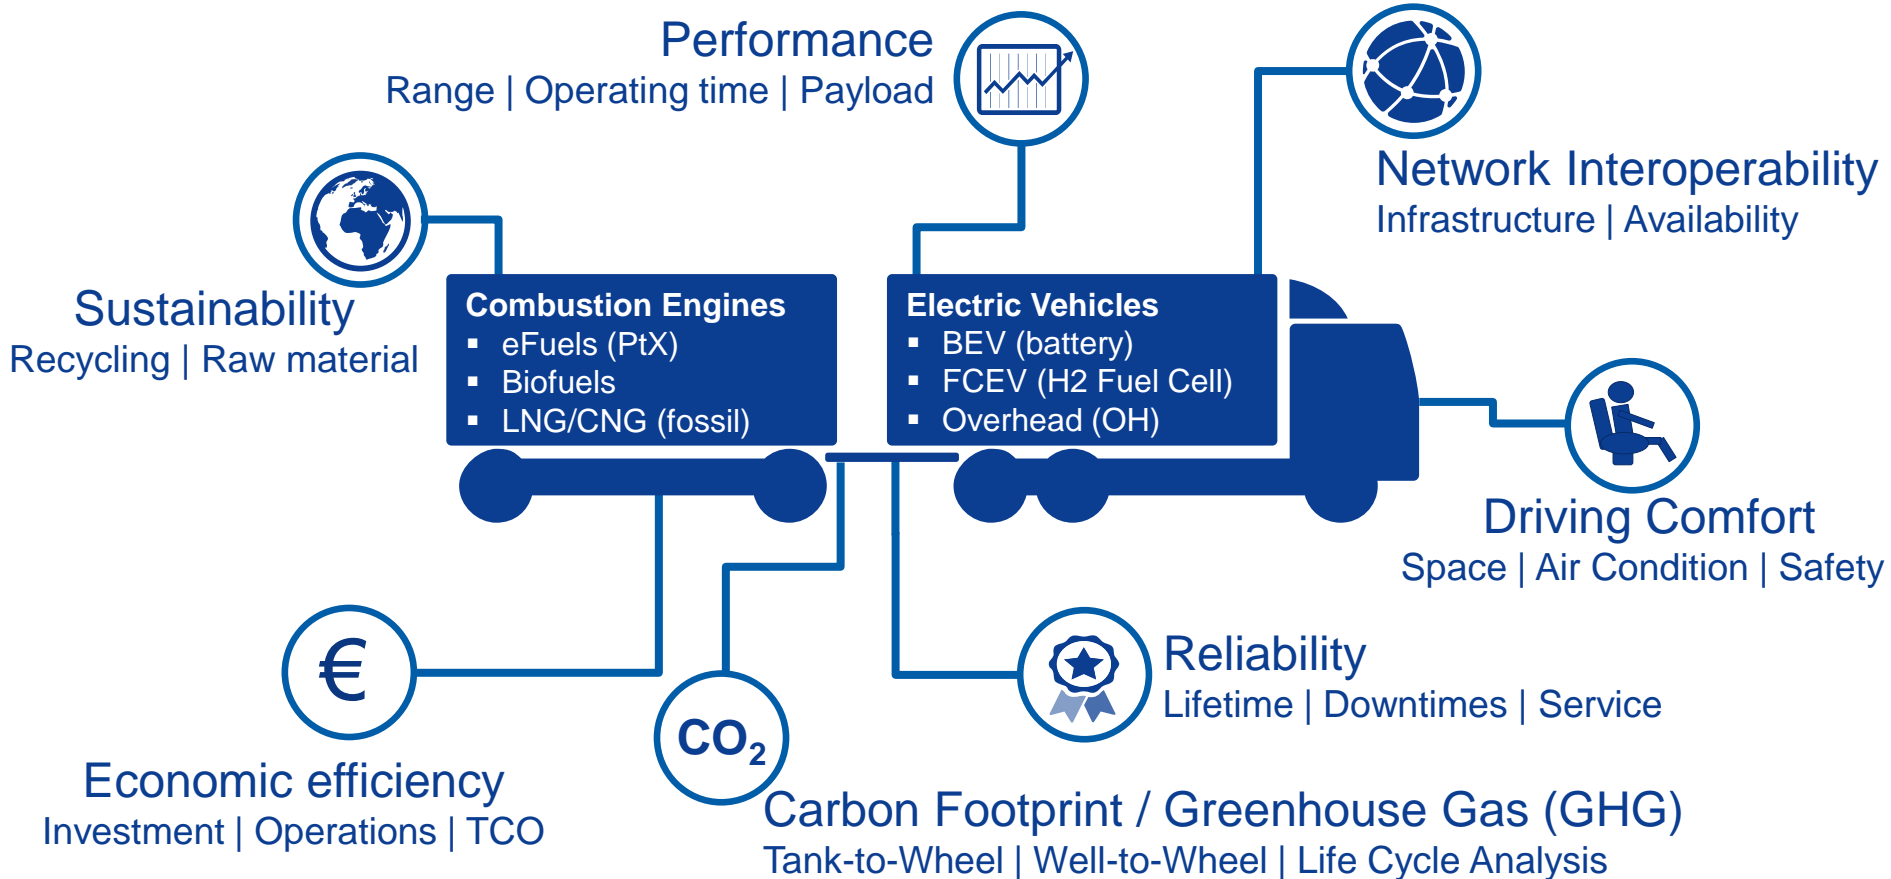 Performance
Range | Operating time | Payload
Network Interoperability
Infrastructure | Availability
Sustainability
Recycling | Raw material
Combustion Engines
▪ eFuels (PtX)
▪ Biofuels
▪ LNG/CNG (fossil)
Electric Vehicles
▪ BEV (battery)
▪ FCEV (H2 Fuel Cell)
▪ Overhead (OH)
Driving Comfort
Space | Air Condition | Safety
€
Economic efficiency
Investment | Operations | TCO
CO₂
Reliability
Lifetime | Downtimes | Service
Carbon Footprint / Greenhouse Gas (GHG)
Tank-to-Wheel | Well-to-Wheel | Life Cycle Analysis